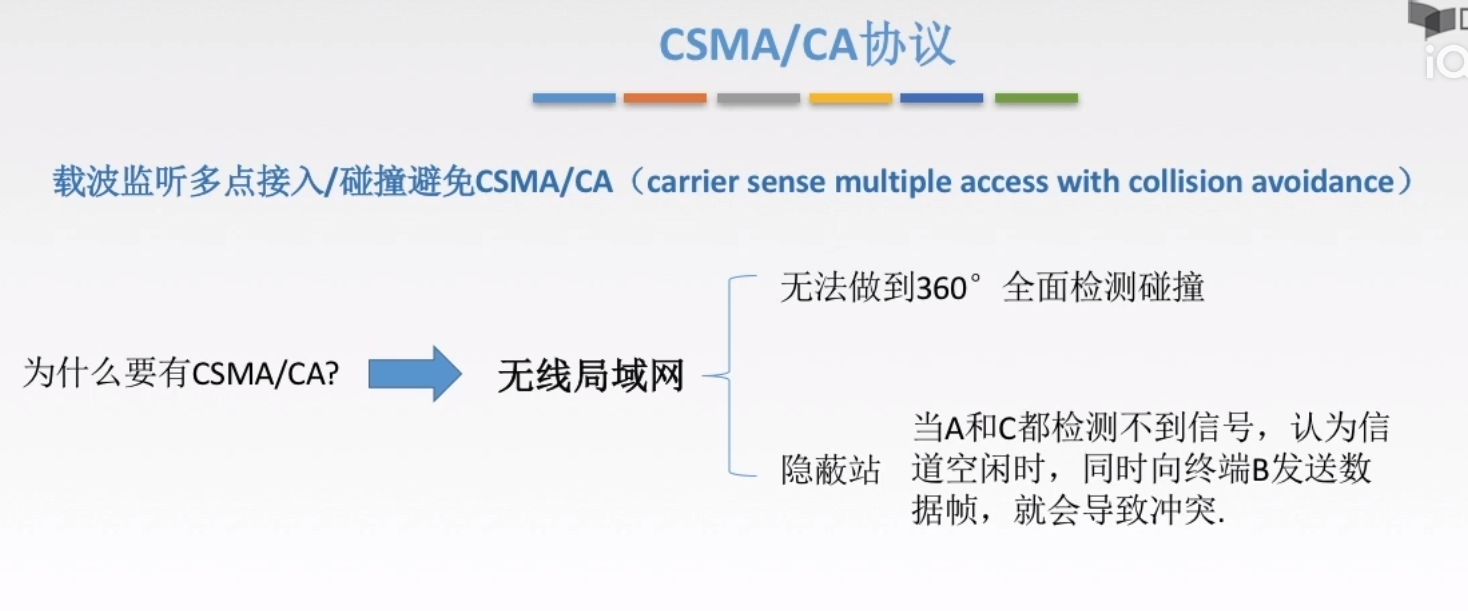 CSMA/CA协议
载波监听多点接入/碰撞避免CSMA/CA（carrier sense multiple access with collision avoidance）
无法做到360°全面检测碰撞
为什么要有CSMA/CA?
无线局域网
隐蔽站
当A和C都检测不到信号，认为信
道空闲时，同时向终端B发送数
据帧，就会导致冲突.